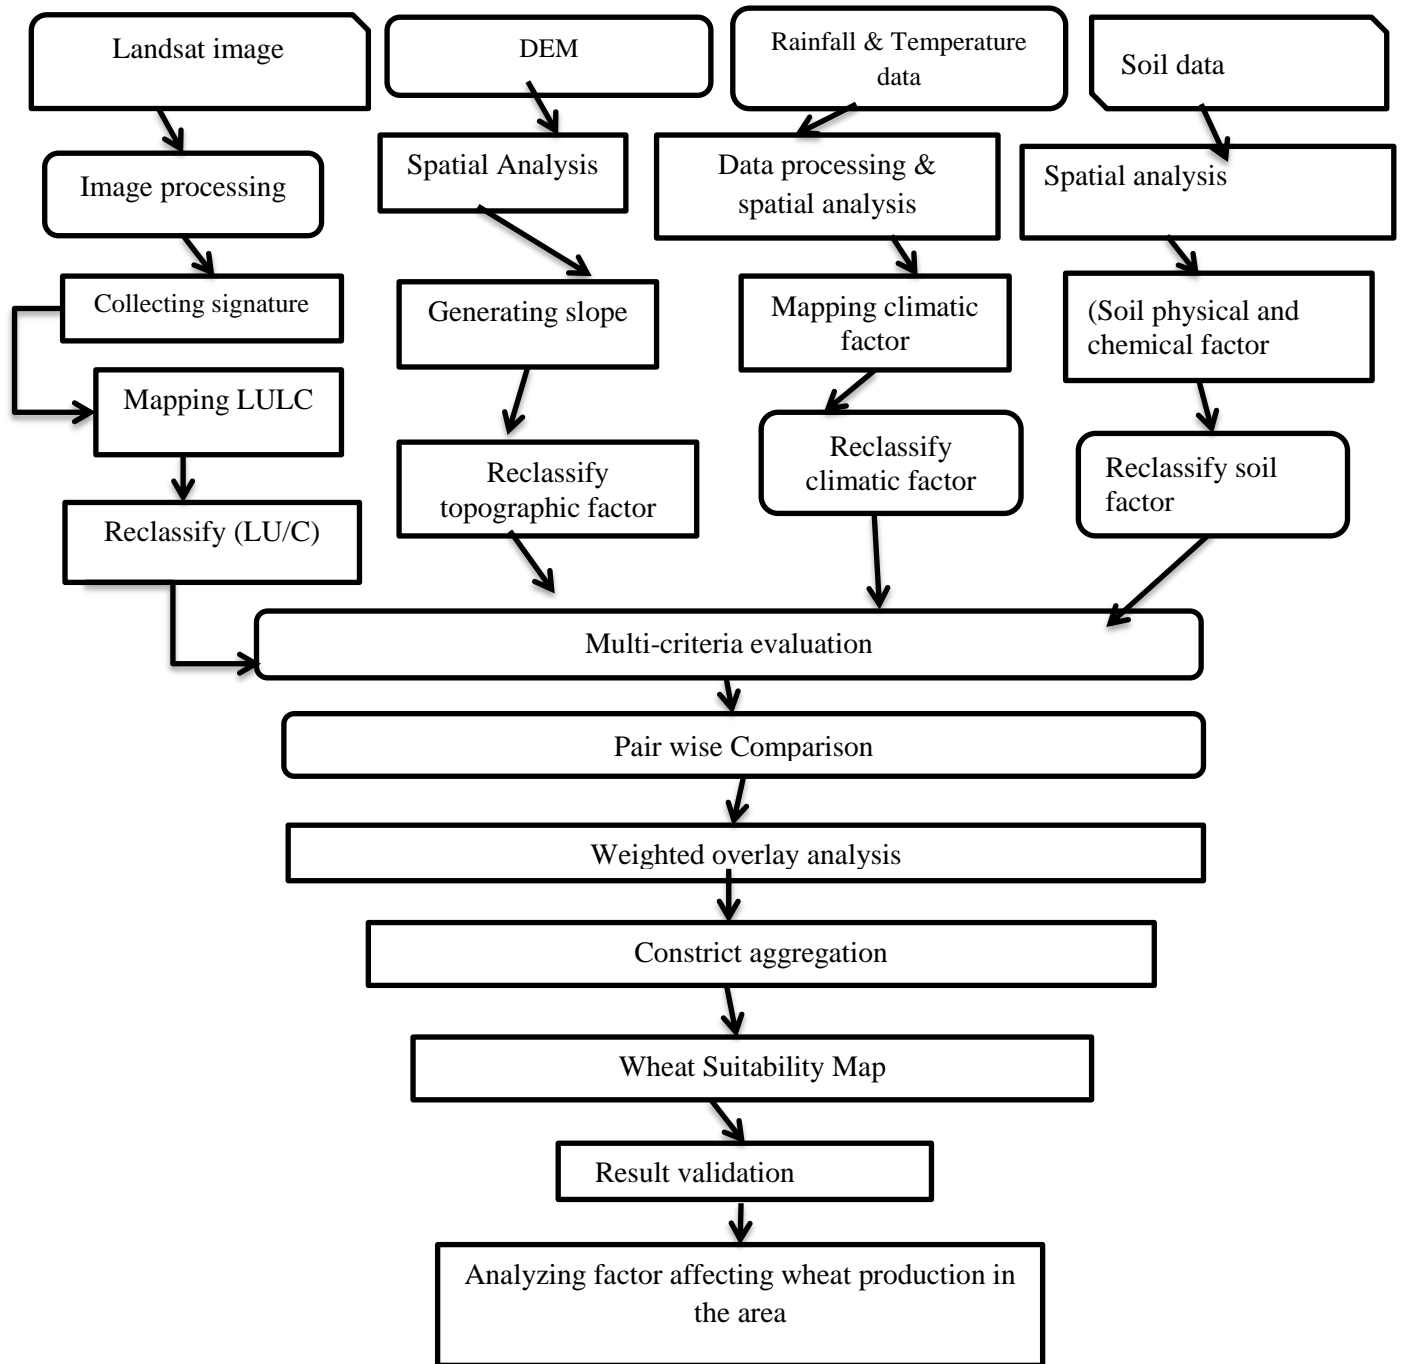 Landsat image
DEM
Rainfall & Temperature
data
Soil data
Image processing
Spatial Analysis
Data processing &
spatial analysis
Spatial analysis
Collecting signature
Generating slope
Mapping climatic
factor
(Soil physical and
chemical factor
Mapping LULC
Reclassify
topographic factor
Reclassify
climatic factor
Reclassify soil
factor
Reclassify (LU/C)
Multi-criteria evaluation
Pair wise Comparison
Weighted overlay analysis
Constrict aggregation
Wheat Suitability Map
Result validation
Analyzing factor affecting wheat production in
the area